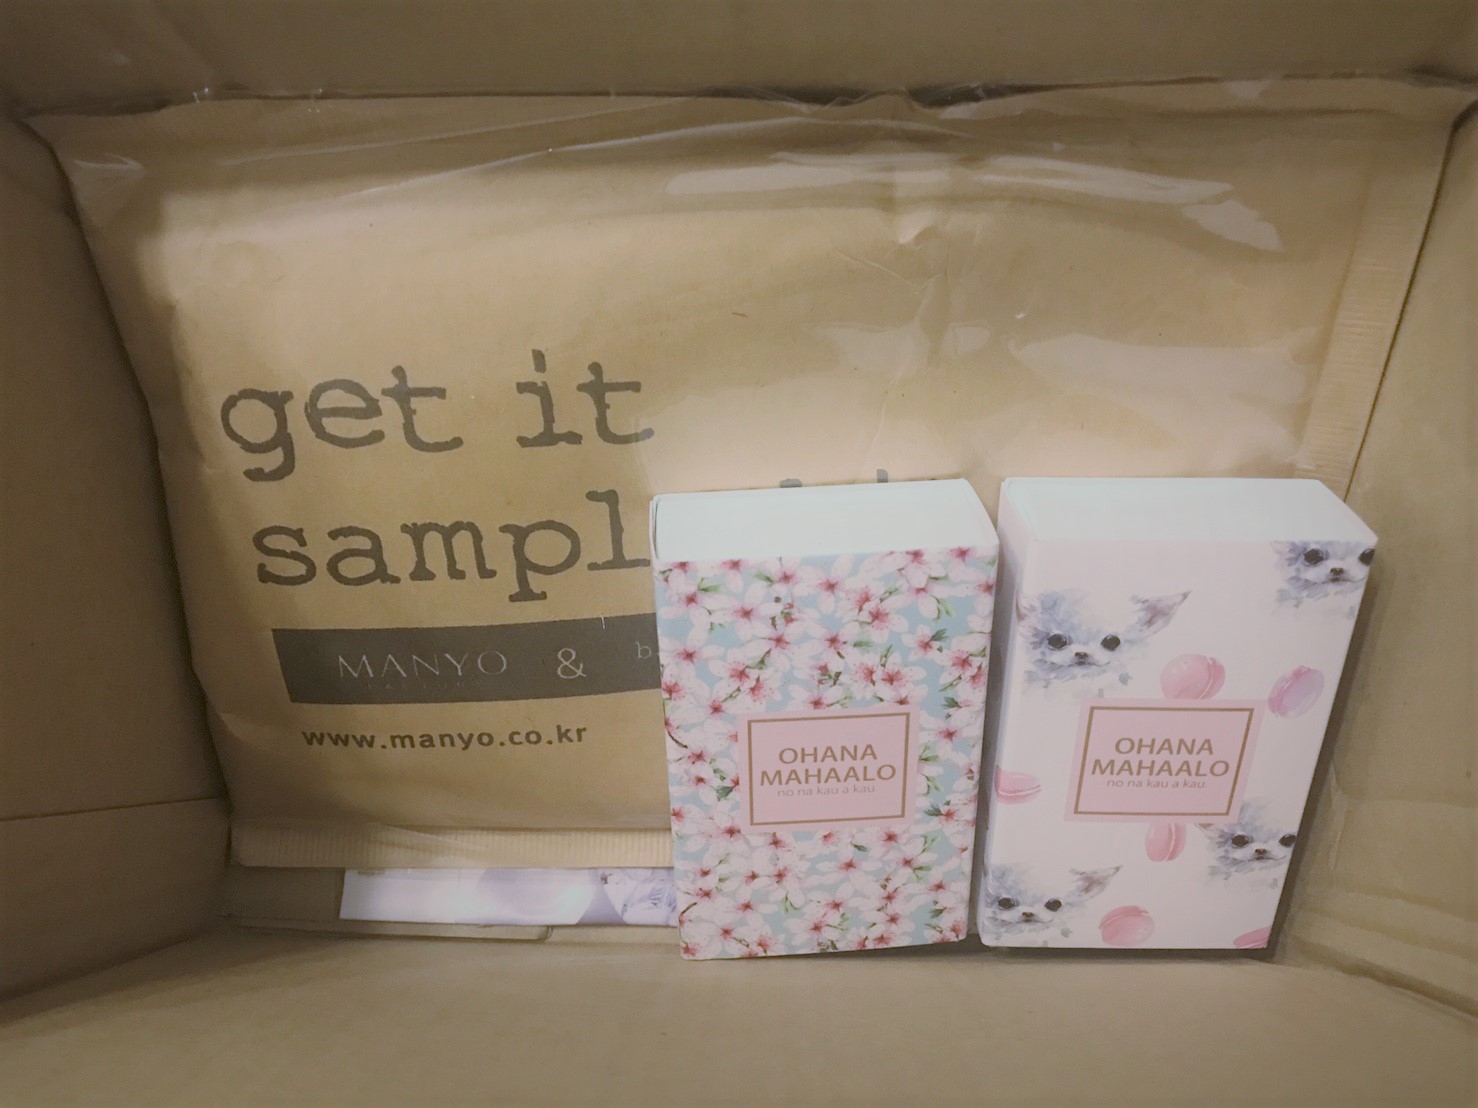 get it
sampl
MANYO &
www.manyo.co.kr
OHANA
MAHAALO
no na kau a kau.
OHANA
MAHAALO
no na kau a kau.